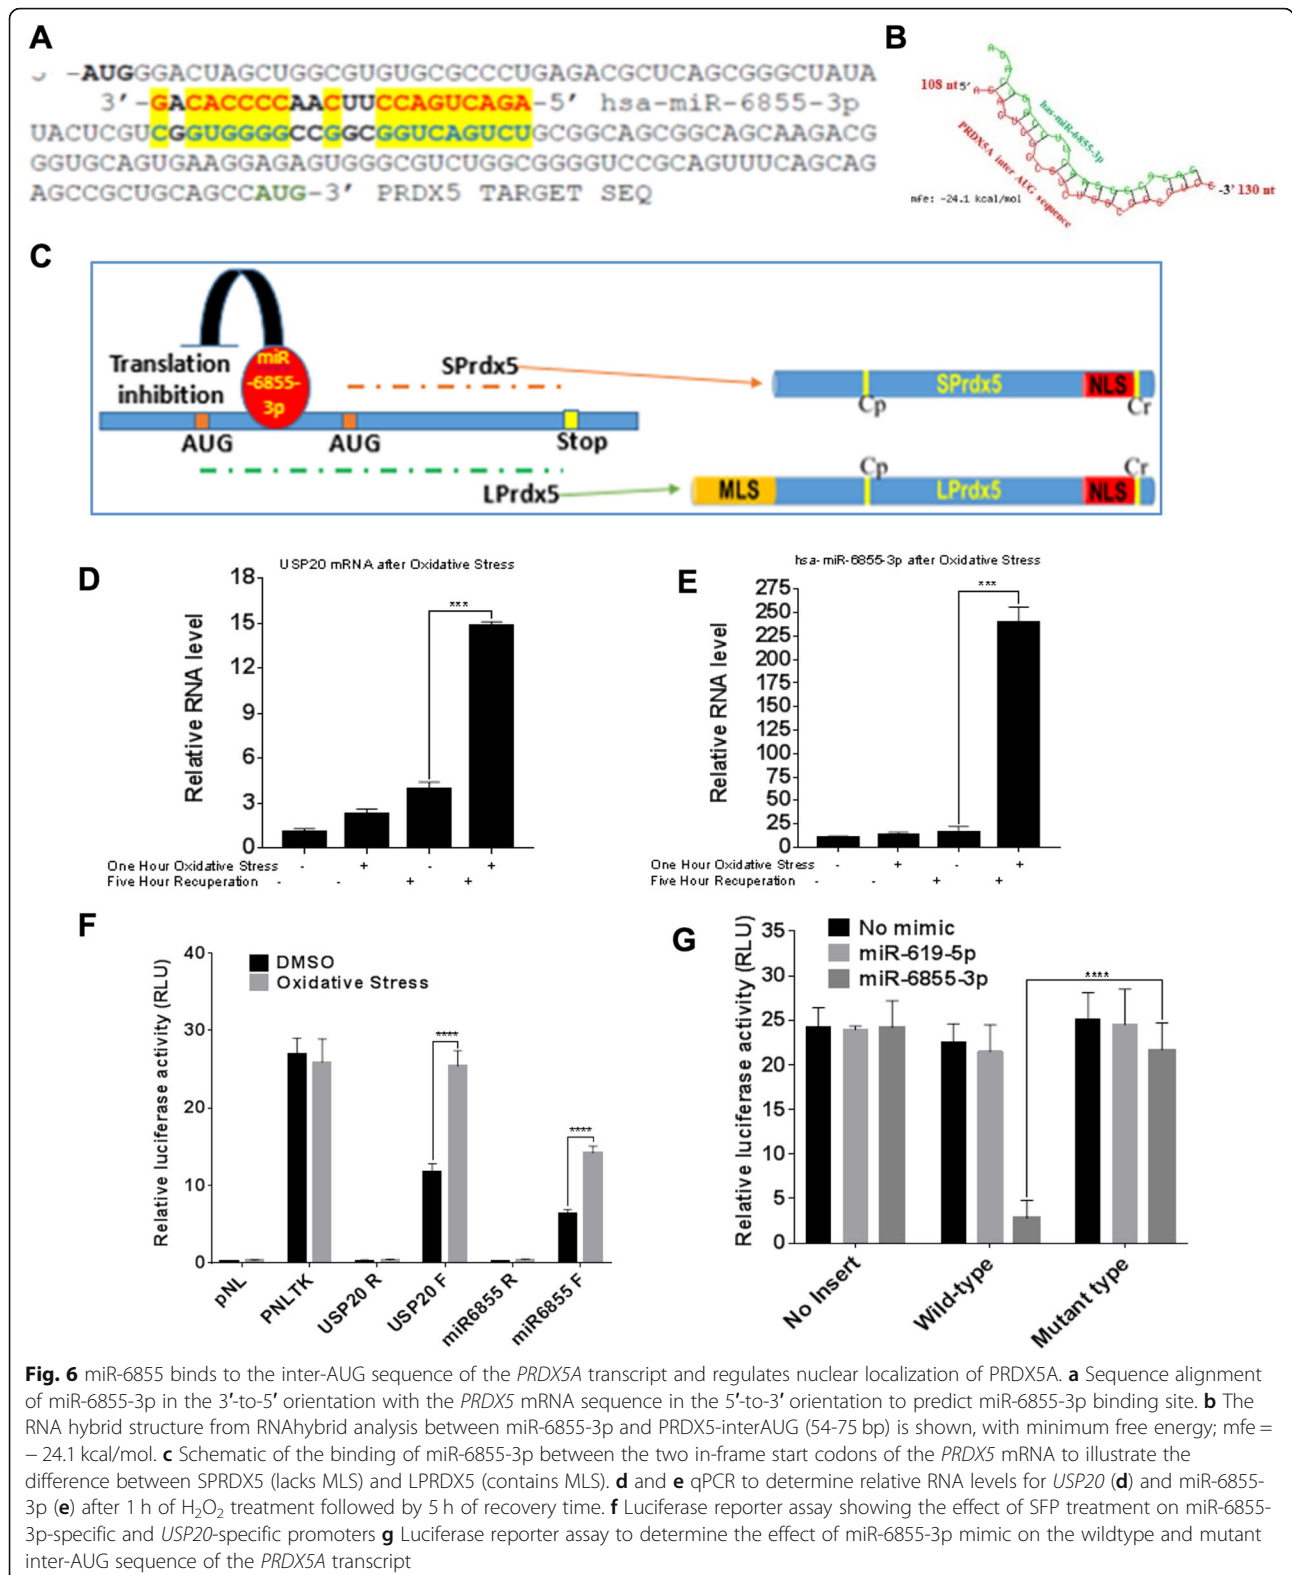 A
-AUGGGACUAGCUGGCGUGUGCGCCCUGAGACGCUCAGCGGGCUAUA
3'-GACACCCCAACUUCCAGUCAGA-5' hsa-miR-6855-3p
UACUCGUCGGUGGGGCCGGCGGUCAGUCUGCGGCAGCGGCAGCAAGACG
GGUGCAGUGAAGGAGAGUGGGCGUCUGGCGGGGUCCGCAGUUUCAGCAG
AGCCGCUGCAGCCAUG-3' PRDX5 TARGET SEQ
B
108 nt 5'
has-miR-6855-3p
PRDX5A inter AUG sequence
-3' 130 nt
mfe: -24.1 kcal/mol
C
Translation
inhibition
miR
-6855-
3p
AUG
AUG
Stop
SPrdx5
LPrdx5
SPrdx5
NLS
Cp
Cr
Cp
Cr
MLS
LPrdx5
NLS
D
USP20 mRNA after Oxidative Stress
Relative RNA level
18
15
12
9
6
3
0
***
One Hour Oxidative Stress - + - +
Five Hour Recuperation - - + +
E
hsa-miR-6855-3p after Oxidative Stress
Relative RNA level
275
250
225
200
175
150
125
100
75
50
25
0
***
One Hour Oxidative Stress - + - +
Five Hour Recuperation - - + +
F
Relative luciferase activity (RLU)
40
30
20
10
0
DMSO
Oxidative Stress
****
****
pNL
PNLTK
USP20 R
USP20 F
miR6855 R
miR6855 F
G
Relative luciferase activity (RLU)
35
30
25
20
15
10
5
0
No mimic
miR-619-5p
miR-6855-3p
****
No Insert
Wild-type
Mutant type
Fig. 6 miR-6855 binds to the inter-AUG sequence of the PRDX5A transcript and regulates nuclear localization of PRDX5A. a Sequence alignment
of miR-6855-3p in the 3′-to-5′ orientation with the PRDX5 mRNA sequence in the 5′-to-3′ orientation to predict miR-6855-3p binding site. b The
RNA hybrid structure from RNAhybrid analysis between miR-6855-3p and PRDX5-interAUG (54-75 bp) is shown, with minimum free energy; mfe =
− 24.1 kcal/mol. c Schematic of the binding of miR-6855-3p between the two in-frame start codons of the PRDX5 mRNA to illustrate the
difference between SPRDX5 (lacks MLS) and LPRDX5 (contains MLS). d and e qPCR to determine relative RNA levels for USP20 (d) and miR-6855-
3p (e) after 1 h of H₂O₂ treatment followed by 5 h of recovery time. f Luciferase reporter assay showing the effect of SFP treatment on miR-6855-
3p-specific and USP20-specific promoters g Luciferase reporter assay to determine the effect of miR-6855-3p mimic on the wildtype and mutant
inter-AUG sequence of the PRDX5A transcript